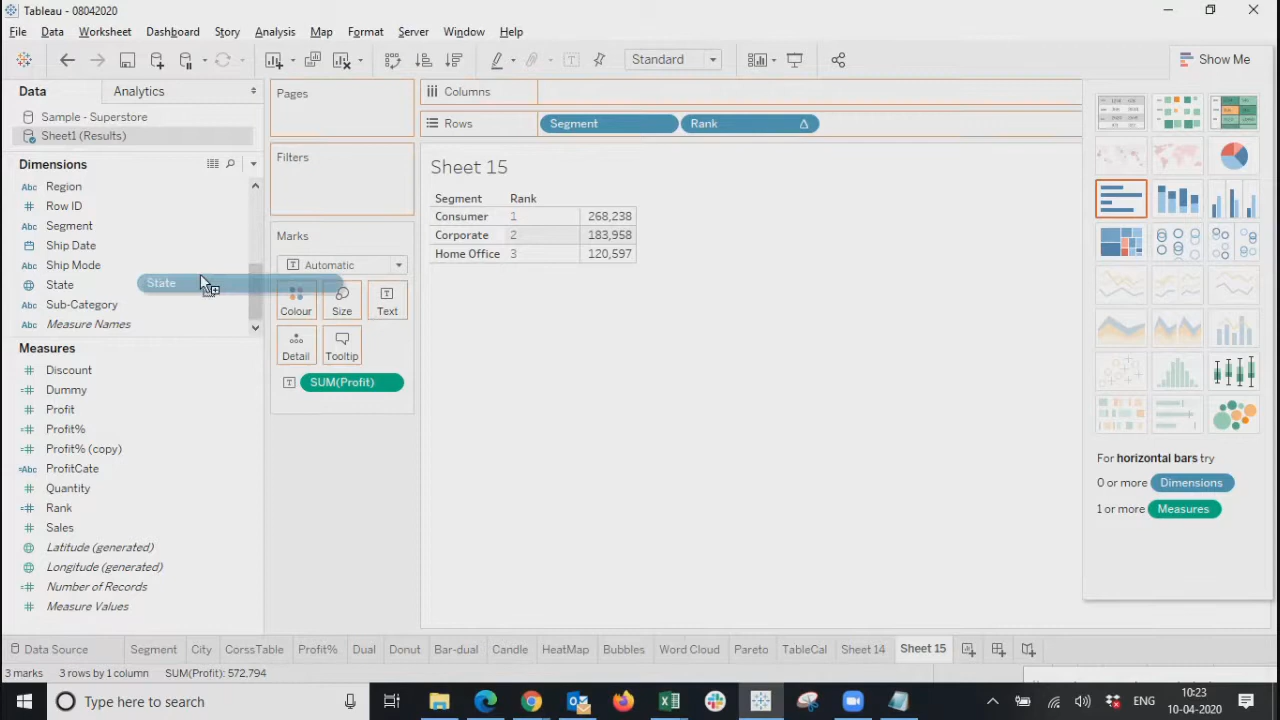 Tableau - 08042020
File Data Worksheet Dashboard Story Analysis Map Format Server Window Help
Standard
Show Me
Data
Analytics
Sample - Superstore
Sheet1 (Results)
Dimensions
Abc Region
Row ID
Abc Segment
Ship Date
Abc Ship Mode
State
Abc Sub-Category
Abc Measure Names
State
Measures
Discount
Dummy
Profit
Profit%
Profit% (copy)
Abc ProfitCate
Quantity
Rank
Sales
Latitude (generated)
Longitude (generated)
Number of Records
Measure Values
Pages
Filters
Marks
Automatic
Colour
Size
Text
Detail
Tooltip
SUM(Profit)
Columns
Rows
Segment
Rank
Sheet 15
Segment Rank
Consumer 1 268,238
Corporate 2 183,958
Home Office 3 120,597
For horizontal bars try
0 or more Dimensions
1 or more Measures
Data Source Segment City CorssTable Profit% Dual Donut Bar-dual Candle HeatMap Bubbles Word Cloud Pareto TableCal Sheet 14 Sheet 15
3 marks 3 rows by 1 column SUM(Profit): 572,794
Type here to search
ENG
10:23
10-04-2020